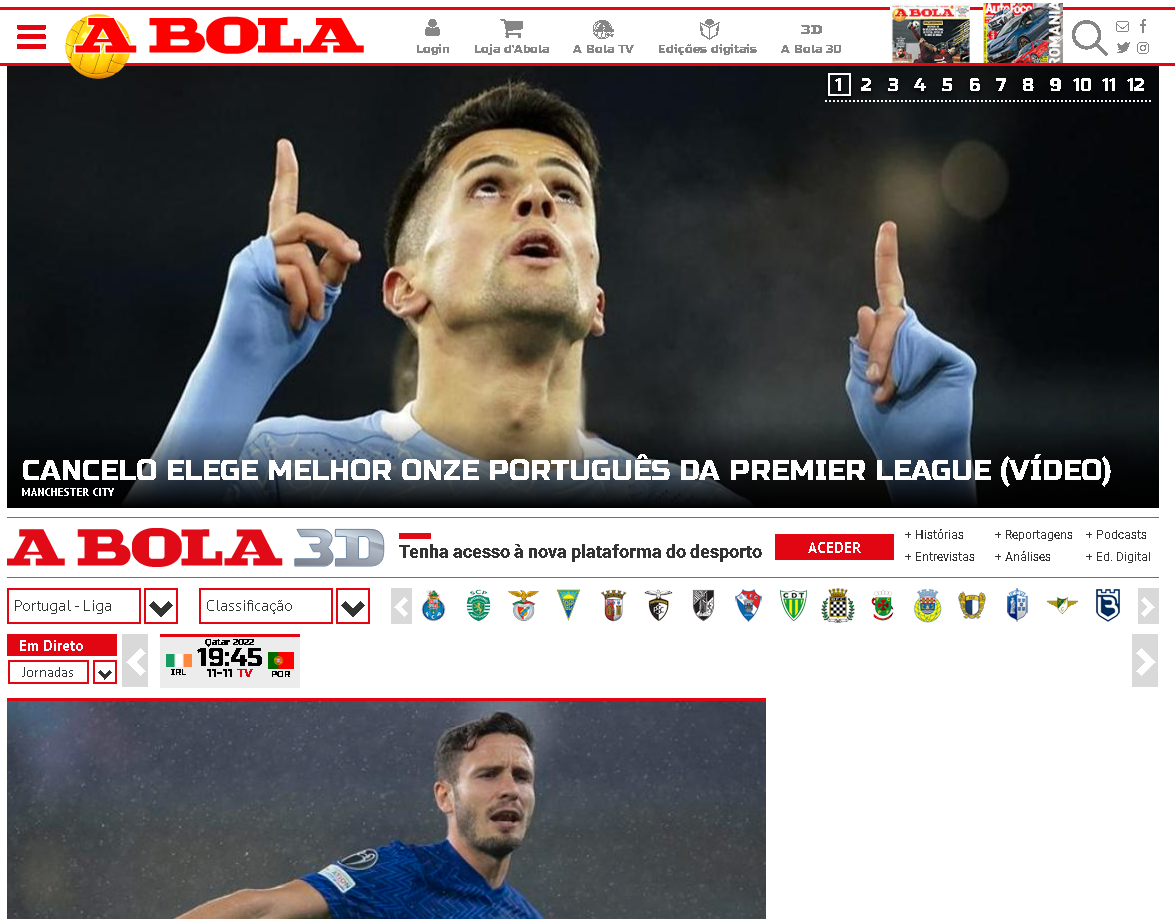 A BOLA
Login
Loja d'Abola
A Bola TV
Edições digitais
3D
A Bola 3D
A BOLA
AUTOFOCO
ROMANIA
1 2 3 4 5 6 7 8 9 10 11 12
CANCELO ELEGE MELHOR ONZE PORTUGUÊS DA PREMIER LEAGUE (VÍDEO)
MANCHESTER CITY
A BOLA 3D
Tenha acesso à nova plataforma do desporto
ACEDER
+ Histórias + Reportagens + Podcasts
+ Entrevistas + Análises + Ed. Digital
Portugal - Liga
Classificação
SCP
CDT
Em Direto
Jornadas
Qatar 2022
19:45
IRL 11-11 TV POR